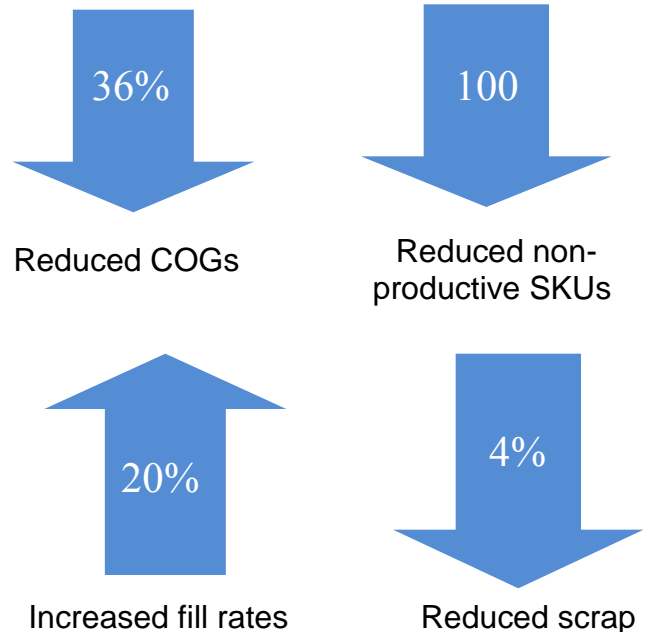 36%
100
Reduced COGs
Reduced non-
productive SKUs
20%
4%
Increased fill rates
Reduced scrap